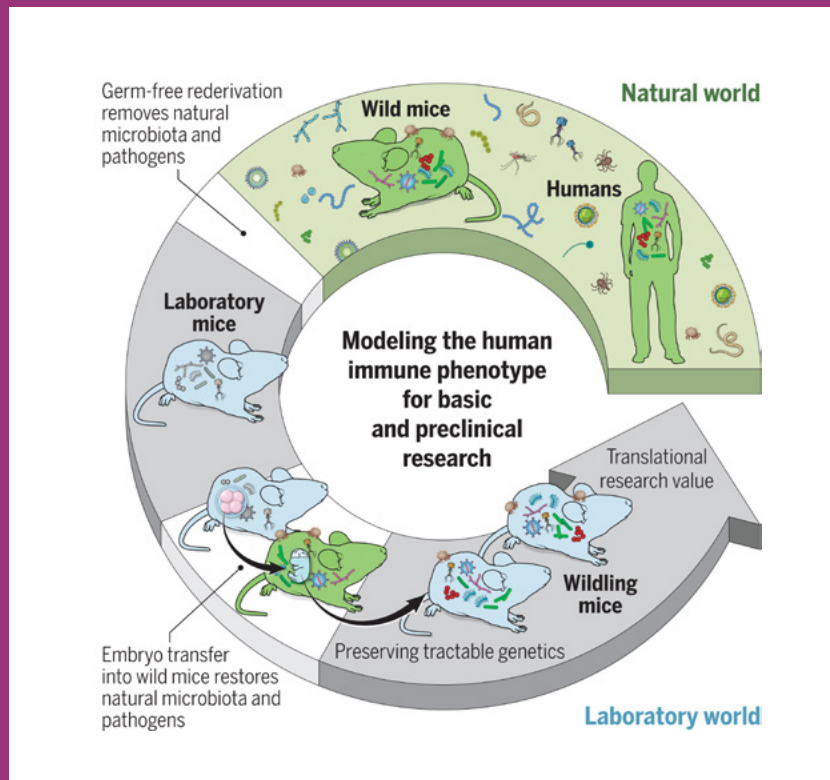 Germ-free rederivation
removes natural
microbiota and
pathogens
Wild mice
Natural world
Humans
Laboratory
mice
Modeling the human
immune phenotype
for basic
and preclinical
research
Translational
research value
Wildling
mice
Preserving tractable genetics
Embryo transfer
into wild mice restores
natural microbiota and
pathogens
Laboratory world